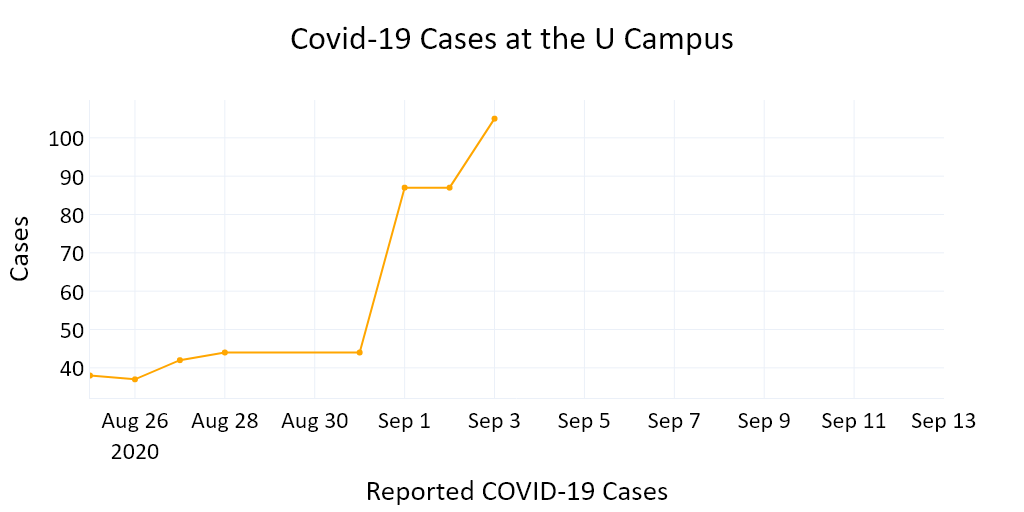 Covid-19 Cases at the U Campus
Cases
100
90
80
70
60
50
40
Aug 26 Aug 28 Aug 30 Sep 1 Sep 3 Sep 5 Sep 7 Sep 9 Sep 11 Sep 13
2020
Reported COVID-19 Cases